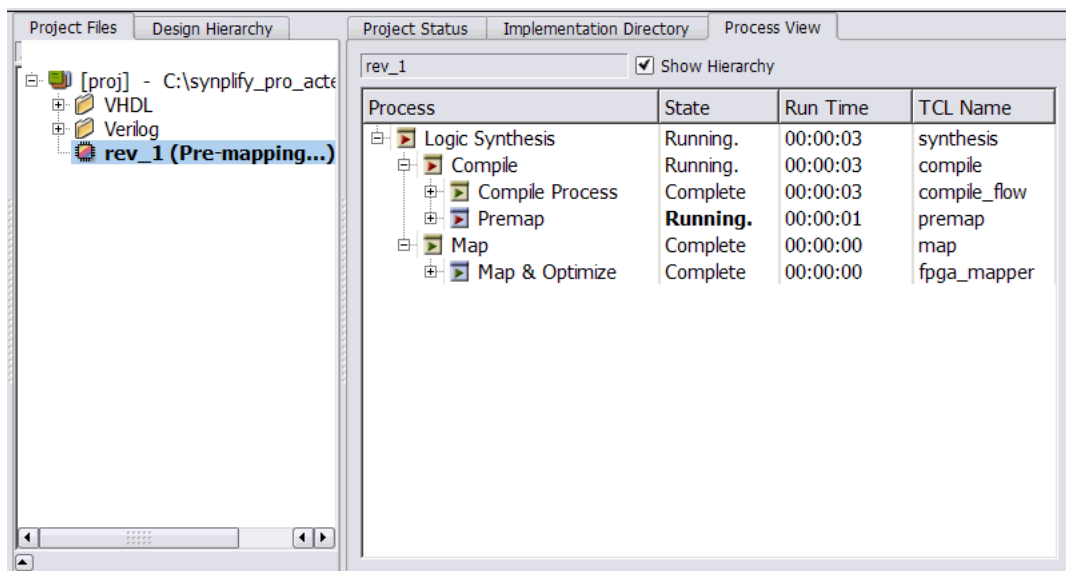 Project Files Design Hierarchy Project Status Implementation Directory Process View
rev_1 Show Hierarchy
[proj] - C:\synplify_pro_acte
VHDL
Verilog
rev_1 (Pre-mapping...)
Process State Run Time TCL Name
Logic Synthesis Running. 00:00:03 synthesis
Compile Running. 00:00:03 compile
Compile Process Complete 00:00:03 compile_flow
Premap Running. 00:00:01 premap
Map Complete 00:00:00 map
Map & Optimize Complete 00:00:00 fpga_mapper